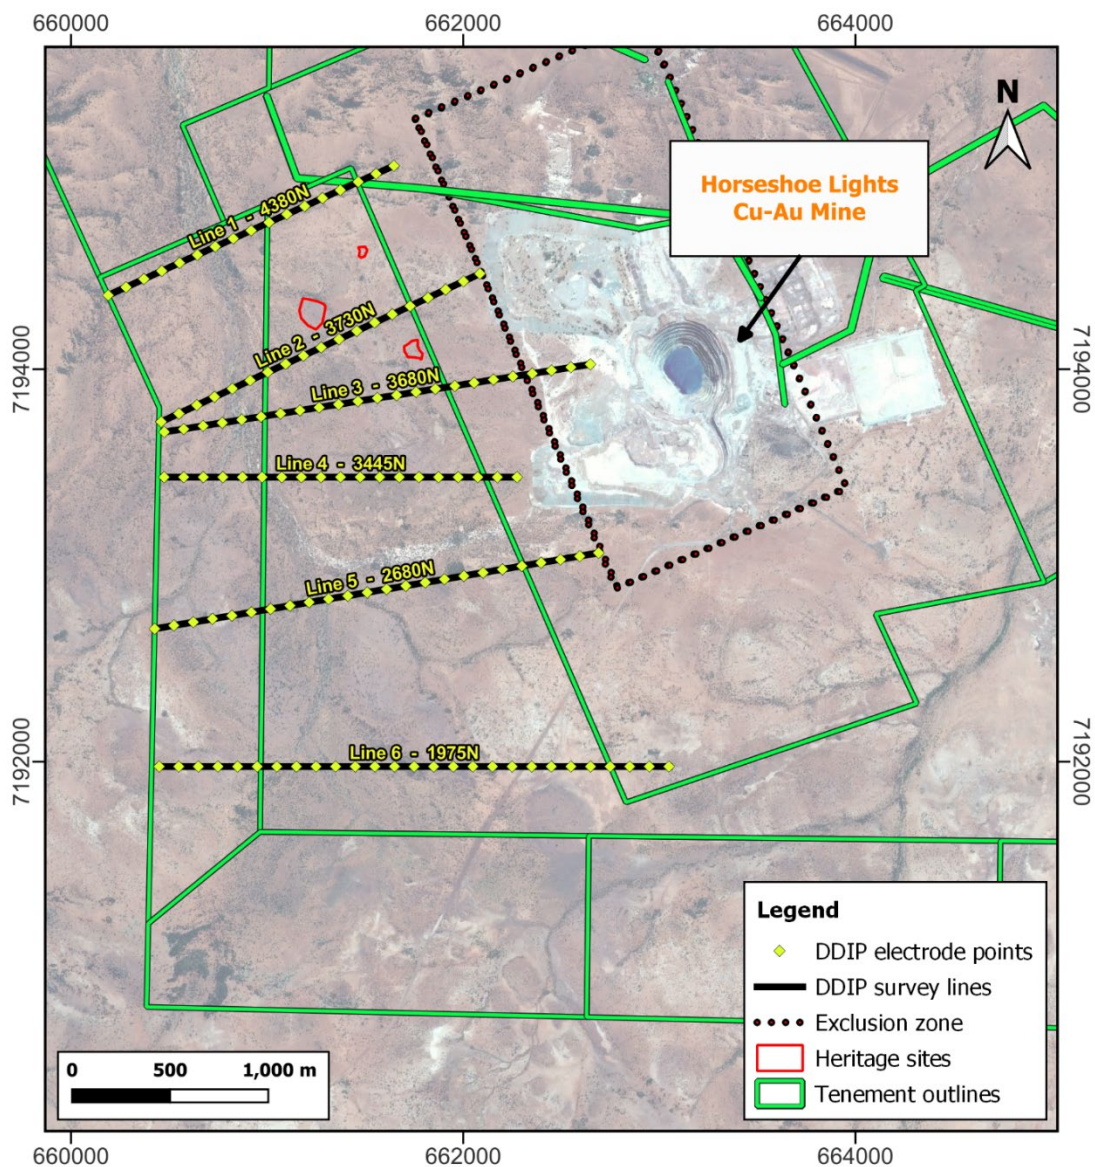 660000
662000
664000
N
Horseshoe Lights
Cu-Au Mine
Line 1 - 4380N
Line 2 - 3730N
Line 3 - 3680N
7194000
7194000
Line 4 - 3445N
Line 5 - 2680N
Line 6 - 1975N
7192000
7192000
Legend
DDIP electrode points
DDIP survey lines
Exclusion zone
Heritage sites
Tenement outlines
0 500 1,000 m
660000
662000
664000